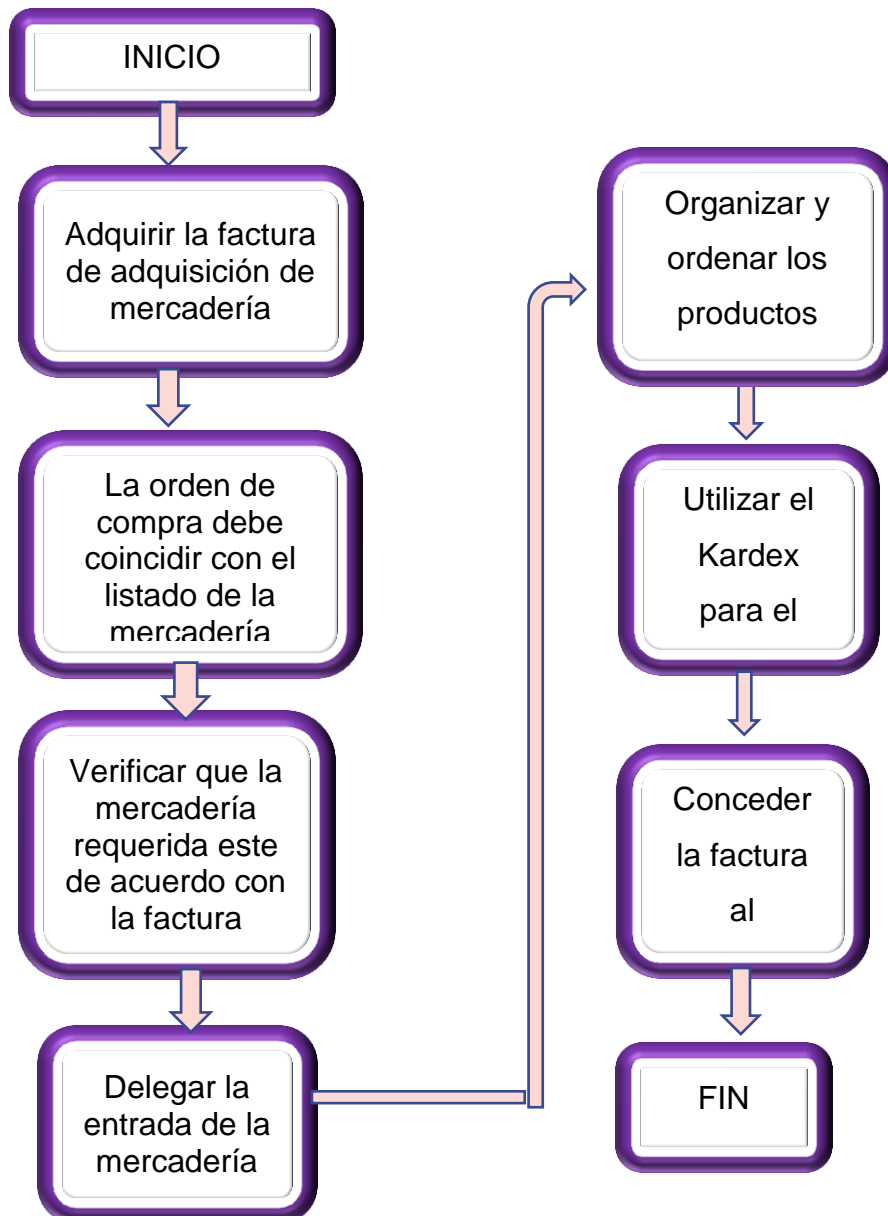 INICIO
Adquirir la factura
de adquisición de
mercadería
La orden de
compra debe
coincidir con el
listado de la
mercadería
Verificar que la
mercadería
requerida este
de acuerdo con
la factura
Delegar la
entrada de la
mercadería
Organizar y
ordenar los
productos
Utilizar el
Kardex
para el
Conceder
la factura
al
FIN